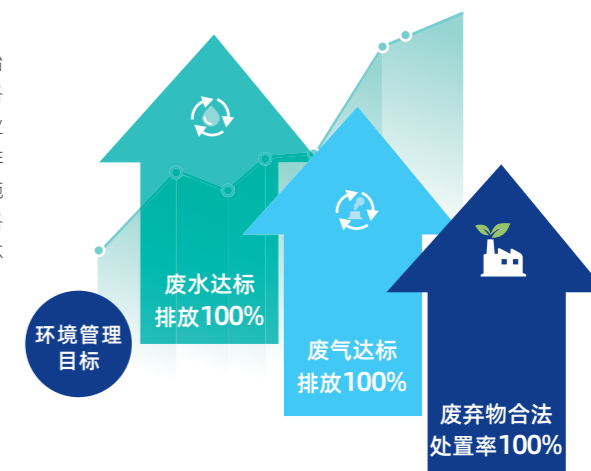 环境管理
目标
废水达标
排放100%
废气达标
排放100%
废弃物合法
处置率100%